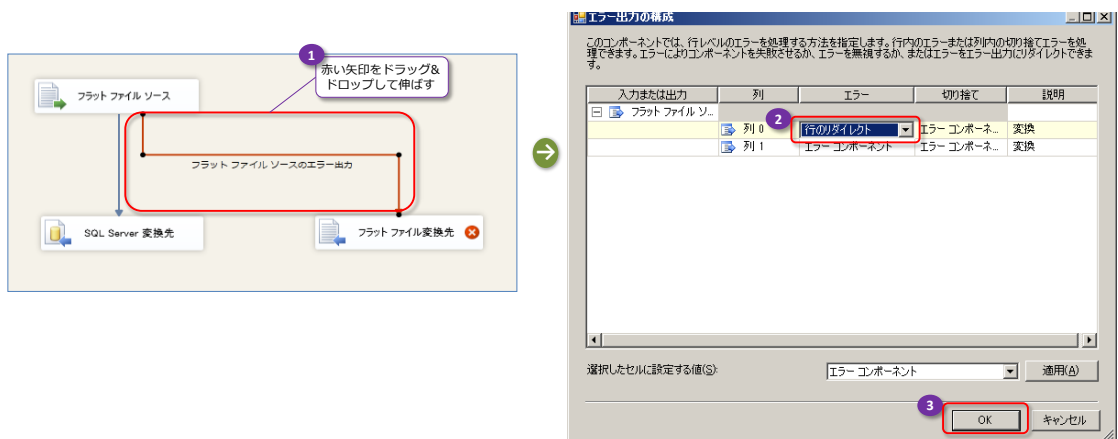 1
赤い矢印をドラッグ&
ドロップして伸ばす
フラット ファイル ソース
フラット ファイル ソースのエラー出力
SQL Server 変換先
フラット ファイル変換先
エラー出力の構成
このコンポーネントでは、行レベルのエラーを処理する方法を指定します。行内のエラーまたは列内の切り捨てエラーを処
理できます。エラーによりコンポーネントを失敗させるか、エラーを無視するか、またはエラーをエラー出力にリダイレクトできま
す。
入力または出力 列 エラー 切り捨て 説明
フラット ファイル ソ...
2
列 0 行のリダイレクト エラー コンポーネ... 変換
列 1 エラー コンポーネント エラー コンポーネ... 変換
選択したセルに設定する値(S): エラー コンポーネント 適用(A)
3
OK キャンセル